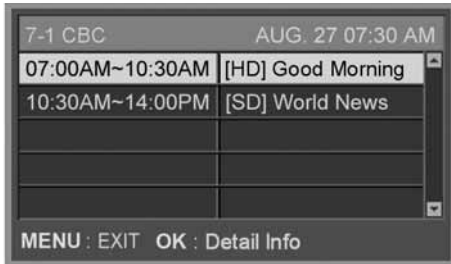 7-1 CBC AUG. 27 07:30 AM
07:00AM~10:30AM [HD] Good Morning
10:30AM~14:00PM [SD] World News
MENU : EXIT OK : Detail Info